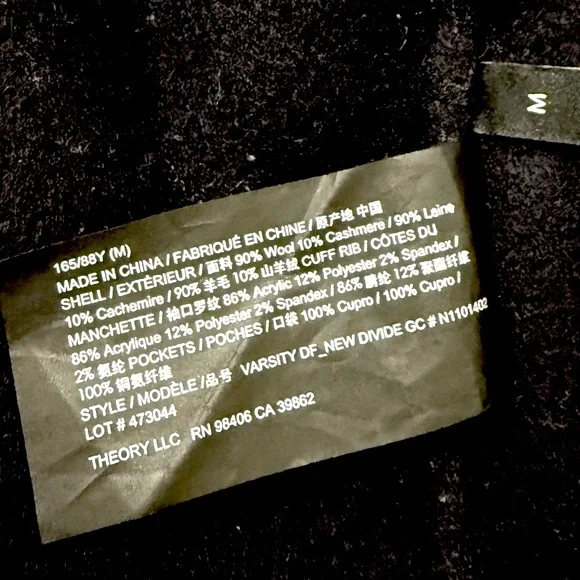 M
165/88Y (M)
MADE IN CHINA / FABRIQUÉ EN CHINE / 原产地 中国
SHELL / EXTÉRIEUR / 面料 90% Wool 10% Cashmere / 90% Laine
10% Cachemire / 90% 羊毛 10% 山羊绒 CUFF RIB / CÔTES DU
MANCHETTE / 袖口罗纹 86% Acrylic 12% Polyester 2% Spandex /
86% Acrylique 12% Polyester 2% Spandex / 86% 腈纶 12% 聚酯纤维
2% 氨纶 POCKETS / POCHES / 口袋 100% Cupro / 100% Cupro /
100% 铜氨纤维
STYLE / MODÈLE /品号 VARSITY DF_NEW DIVIDE GC # N1101402
LOT # 473044
THEORY LLC RN 98406 CA 39862